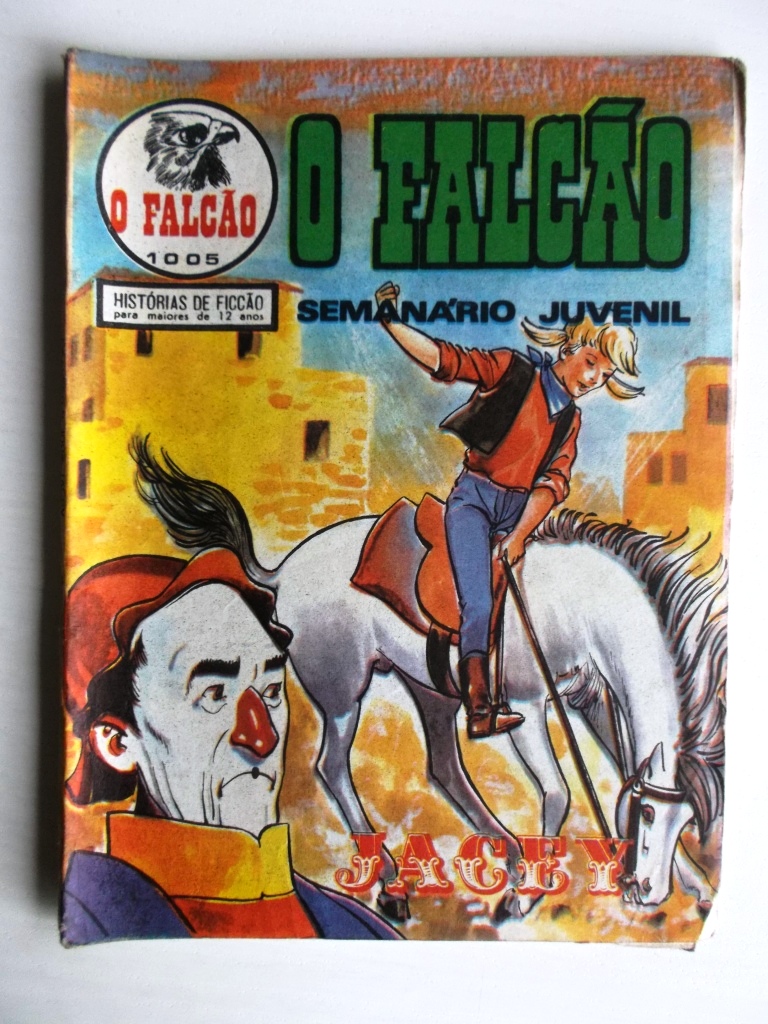 O FALCÃO
1005
O FALCÃO
HISTÓRIAS DE FICÇÃO
para maiores de 12 anos
SEMANÁRIO JUVENIL
JACEY